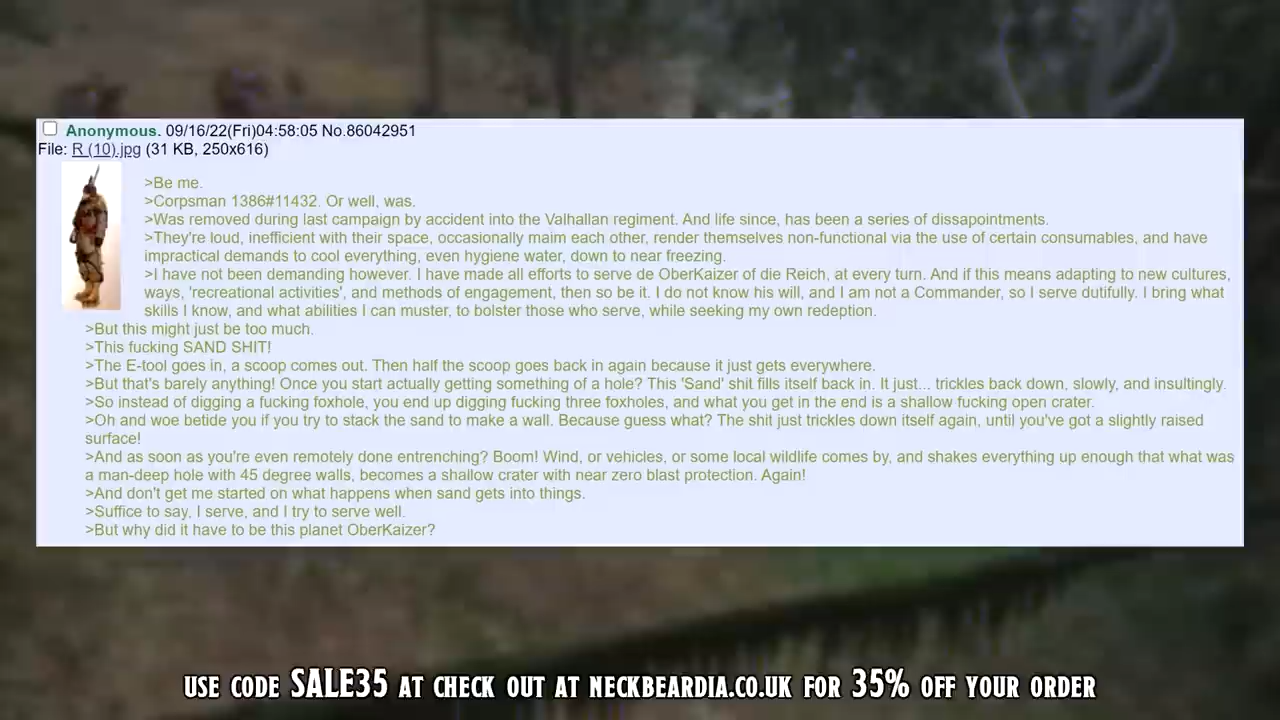 Anonymous. 09/16/22(Fri)04:58:05 No.86042951
File: R (10).jpg (31 KB, 250x616)
>Be me.
>Corpsman 1386#11432. Or well, was.
>Was removed during last campaign by accident into the Valhallan regiment. And life since, has been a series of dissapointments.
>They're loud, inefficient with their space, occasionally maim each other, render themselves non-functional via the use of certain consumables, and have
impractical demands to cool everything, even hygiene water, down to near freezing.
>I have not been demanding however. I have made all efforts to serve de OberKaizer of die Reich, at every turn. And if this means adapting to new cultures,
ways, 'recreational activities', and methods of engagement, then so be it. I do not know his will, and I am not a Commander, so I serve dutifully. I bring what
skills I know, and what abilities I can muster, to bolster those who serve, while seeking my own redeption.
>But this might just be too much.
>This fucking SAND SHIT!
>The E-tool goes in, a scoop comes out. Then half the scoop goes back in again because it just gets everywhere.
>But that's barely anything! Once you start actually getting something of a hole? This 'Sand' shit fills itself back in. It just... trickles back down, slowly, and insultingly.
>So instead of digging a fucking foxhole, you end up digging fucking three foxholes, and what you get in the end is a shallow fucking open crater.
>Oh and woe betide you if you try to stack the sand to make a wall. Because guess what? The shit just trickles down itself again, until you've got a slightly raised
surface!
>And as soon as you're even remotely done entrenching? Boom! Wind, or vehicles, or some local wildlife comes by, and shakes everything up enough that what was
a man-deep hole with 45 degree walls, becomes a shallow crater with near zero blast protection. Again!
>And don't get me started on what happens when sand gets into things.
>Suffice to say, I serve, and I try to serve well.
>But why did it have to be this planet OberKaizer?
USE CODE SALE35 AT CHECK OUT AT NECKBEARDIA.CO.UK FOR 35% OFF YOUR ORDER